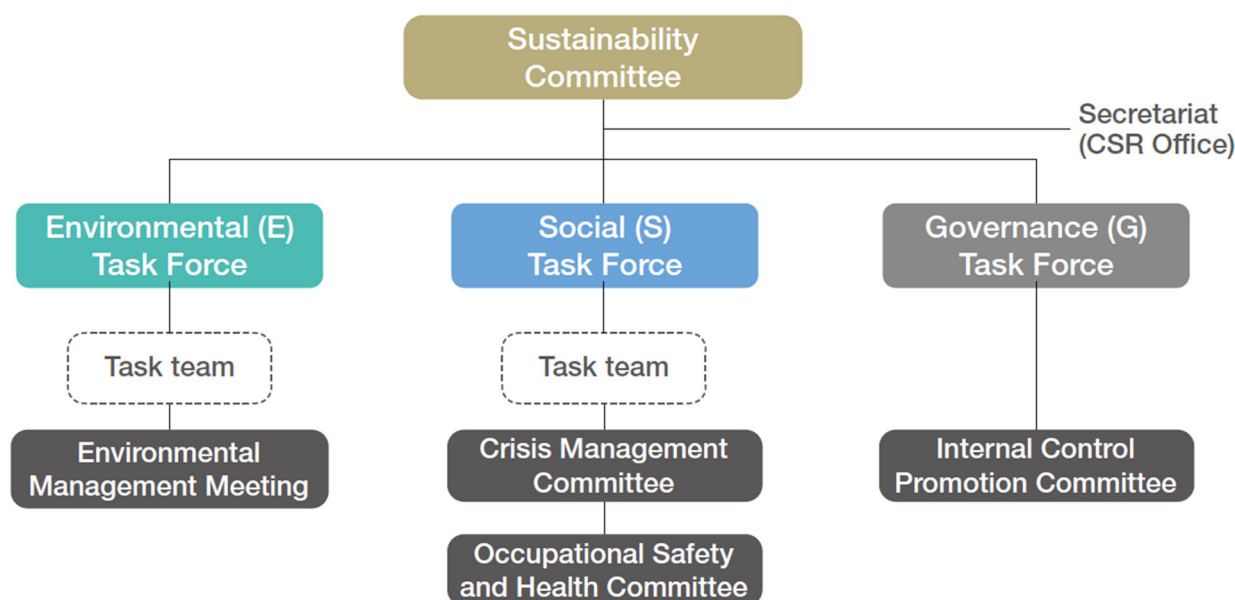 Sustainability
Committee
Secretariat
(CSR Office)
Environmental (E)
Task Force
Social (S)
Task Force
Governance (G)
Task Force
Task team
Task team
Environmental
Management Meeting
Crisis Management
Committee
Internal Control
Promotion Committee
Occupational Safety
and Health Committee